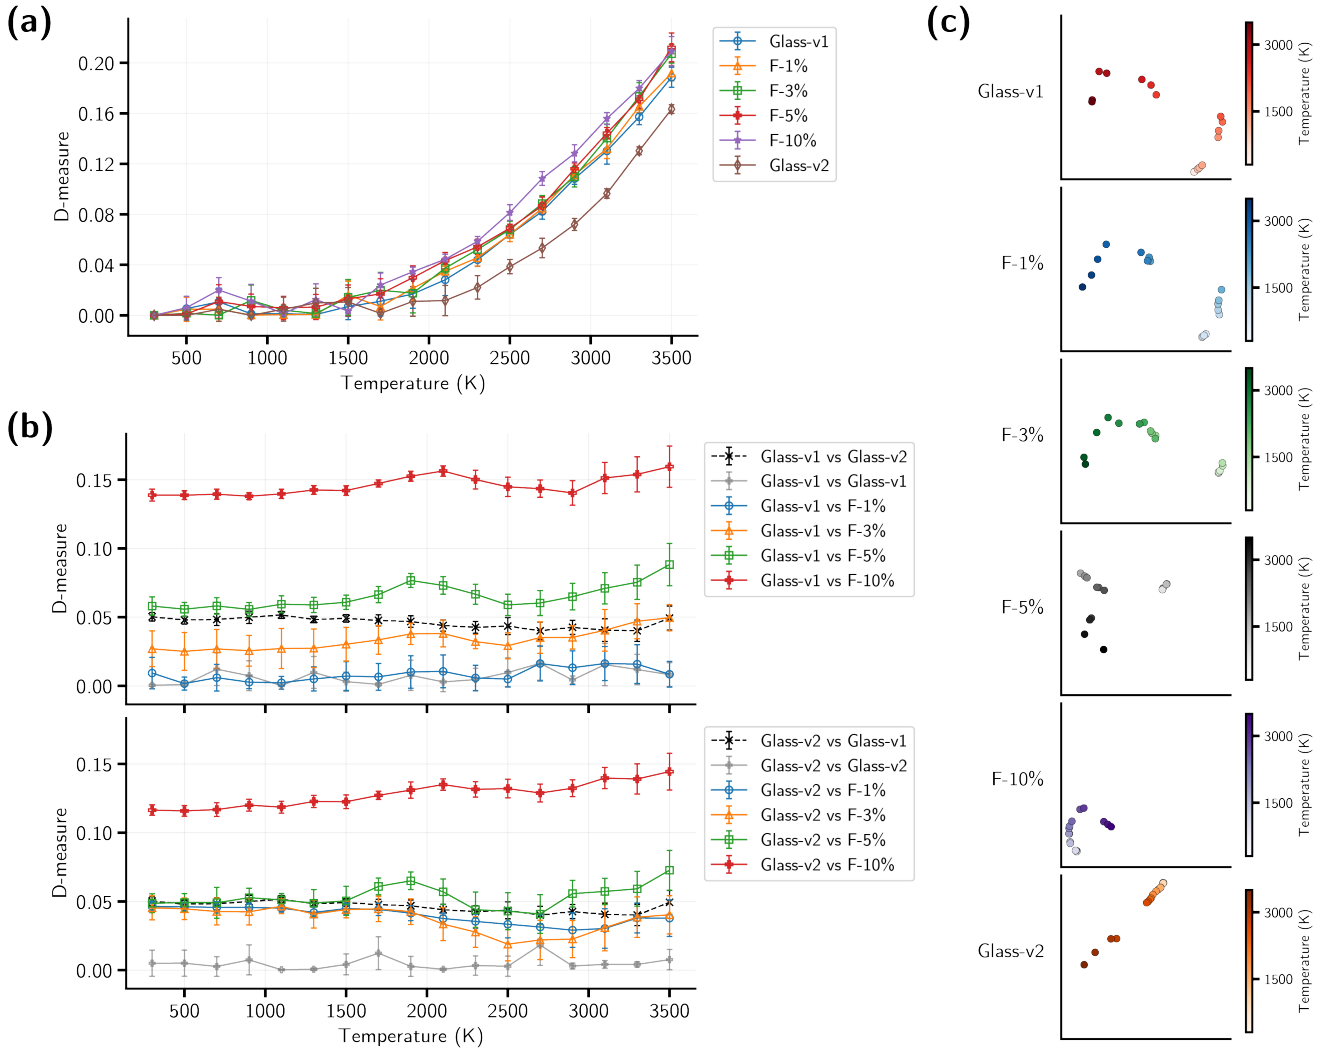 (a)
D-measure
0.20
0.16
0.12
0.08
0.04
0.00
500 1000 1500 2000 2500 3000 3500
Temperature (K)
Glass-v1
F-1%
F-3%
F-5%
F-10%
Glass-v2
(b)
D-measure
0.15
0.10
0.05
0.00
Glass-v1 vs Glass-v2
Glass-v1 vs Glass-v1
Glass-v1 vs F-1%
Glass-v1 vs F-3%
Glass-v1 vs F-5%
Glass-v1 vs F-10%
D-measure
0.15
0.10
0.05
0.00
500 1000 1500 2000 2500 3000 3500
Temperature (K)
Glass-v2 vs Glass-v1
Glass-v2 vs Glass-v2
Glass-v2 vs F-1%
Glass-v2 vs F-3%
Glass-v2 vs F-5%
Glass-v2 vs F-10%
(c)
Glass-v1
3000
1500
Temperature (K)
F-1%
3000
1500
Temperature (K)
F-3%
3000
1500
Temperature (K)
F-5%
3000
1500
Temperature (K)
F-10%
3000
1500
Temperature (K)
Glass-v2
3000
1500
Temperature (K)